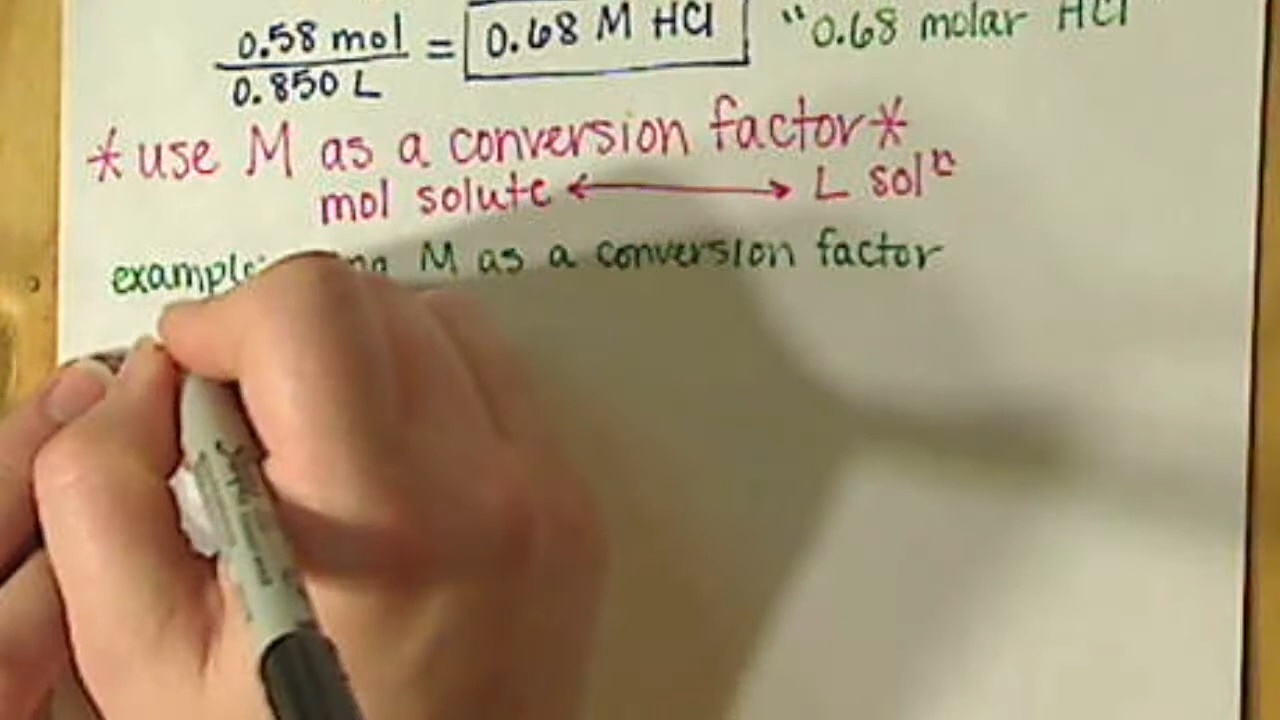 0.58 mol
0.850 L
= 0.68 M HCl "0.68 molar HCl
*use M as a conversion factor*
mol solute ⟷ L solⁿ
example M as a conversion factor